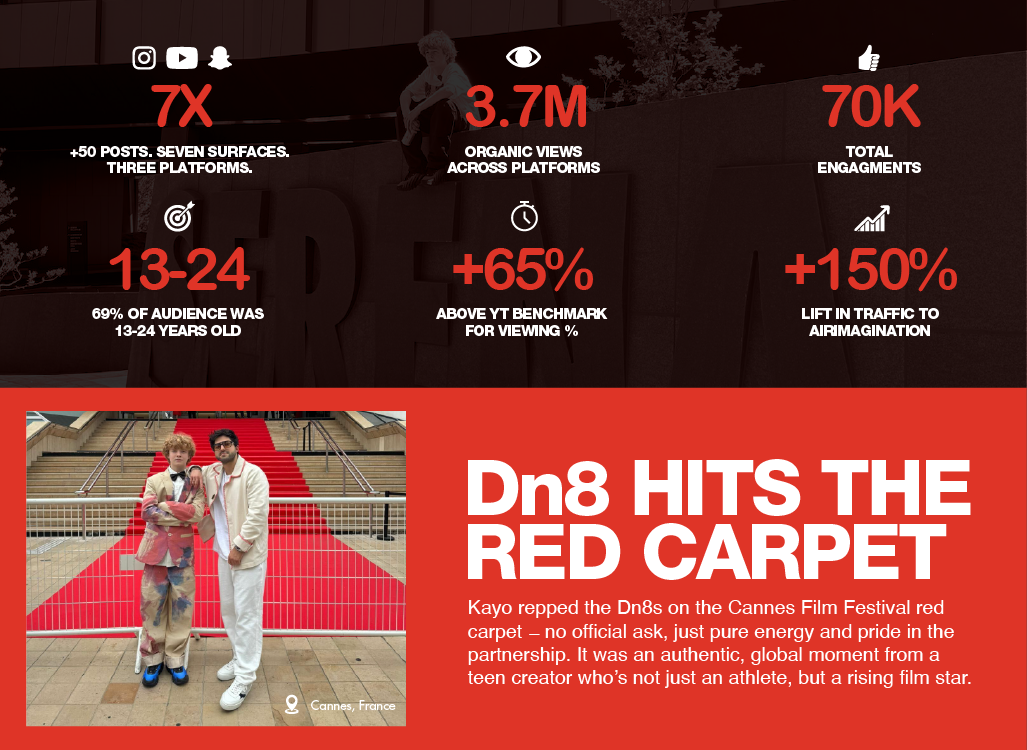 7X
+50 POSTS. SEVEN SURFACES.
THREE PLATFORMS.
3.7M
ORGANIC VIEWS
ACROSS PLATFORMS
70K
TOTAL
ENGAGMENTS
13-24
69% OF AUDIENCE WAS
13-24 YEARS OLD
+65%
ABOVE YT BENCHMARK
FOR VIEWING %
+150%
LIFT IN TRAFFIC TO
AIRIMAGINATION
Dn8 HITS THE
RED CARPET
Kayo repped the Dn8s on the Cannes Film Festival red
carpet – no official ask, just pure energy and pride in the
partnership. It was an authentic, global moment from a
teen creator who’s not just an athlete, but a rising film star.
Cannes, France